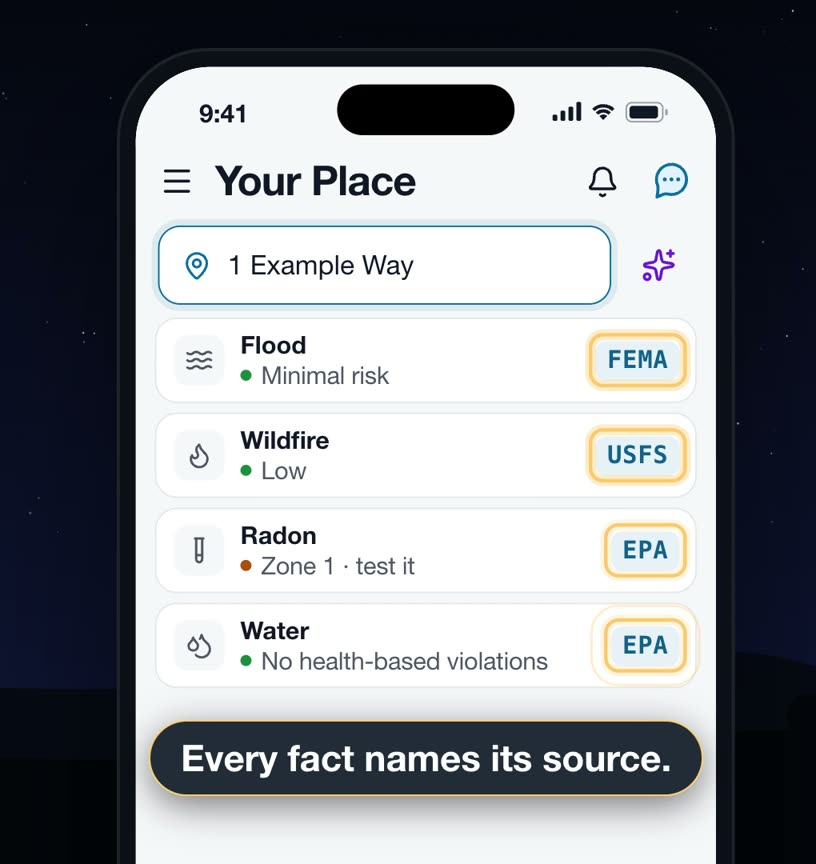 9:41
Your Place
1 Example Way
Flood
Minimal risk
FEMA
Wildfire
Low
USFS
Radon
Zone 1 · test it
EPA
Water
No health-based violations
EPA
Every fact names its source.